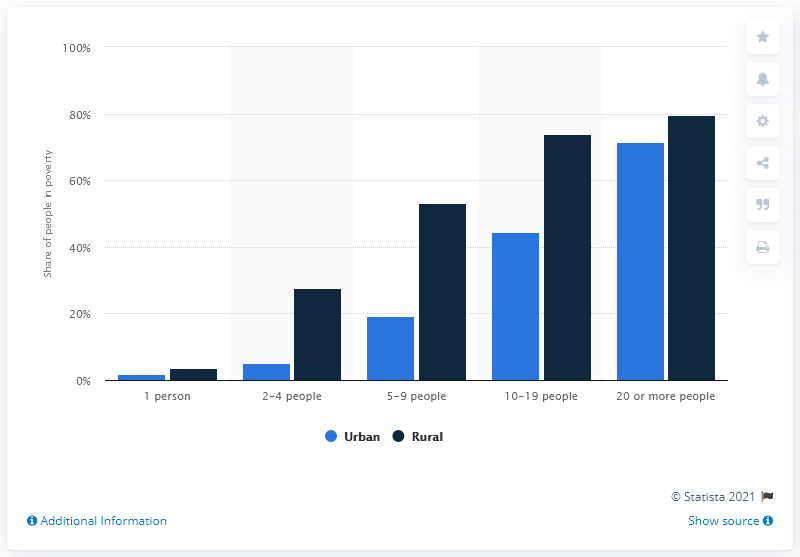 100%
80%
60%
40%
20%
0%
Share of people in poverty
1 person
2–4 people
5–9 people
10–19 people
20 or more people
Urban
Rural
© Statista 2021
Additional Information
Show source